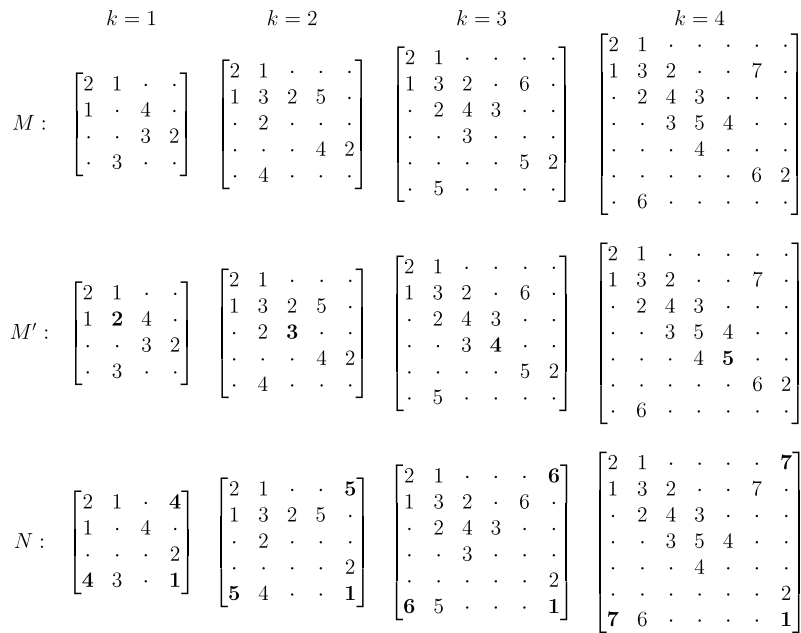 k = 1 k = 2 k = 3 k = 4
M :
2 1 · ·
1 · 4 ·
· · 3 2
· 3 · ·
2 1 · · ·
1 3 2 5 ·
· 2 · · ·
· · · 4 2
· 4 · · ·
2 1 · · · ·
1 3 2 · 6 ·
· 2 4 3 · ·
· · 3 · · ·
· · · · 5 2
· 5 · · · ·
2 1 · · · · ·
1 3 2 · · 7 ·
· 2 4 3 · · ·
· · 3 5 4 · ·
· · · 4 · · ·
· · · · · 6 2
· 6 · · · · ·
M′ :
2 1 · ·
1 2 4 ·
· · 3 2
· 3 · ·
2 1 · · ·
1 3 2 5 ·
· 2 3 · ·
· · · 4 2
· 4 · · ·
2 1 · · · ·
1 3 2 · 6 ·
· 2 4 3 · ·
· · 3 4 · ·
· · · · 5 2
· 5 · · · ·
2 1 · · · · ·
1 3 2 · · 7 ·
· 2 4 3 · · ·
· · 3 5 4 · ·
· · · 4 5 · ·
· · · · · 6 2
· 6 · · · · ·
N :
2 1 · 4
1 · 4 ·
· · · 2
4 3 · 1
2 1 · · 5
1 3 2 5 ·
· 2 · · ·
· · · · 2
5 4 · · 1
2 1 · · · 6
1 3 2 · 6 ·
· 2 4 3 · ·
· · 3 · · ·
· · · · · 2
6 5 · · · 1
2 1 · · · · 7
1 3 2 · · 7 ·
· 2 4 3 · · ·
· · 3 5 4 · ·
· · · 4 · · ·
· · · · · · 2
7 6 · · · · 1